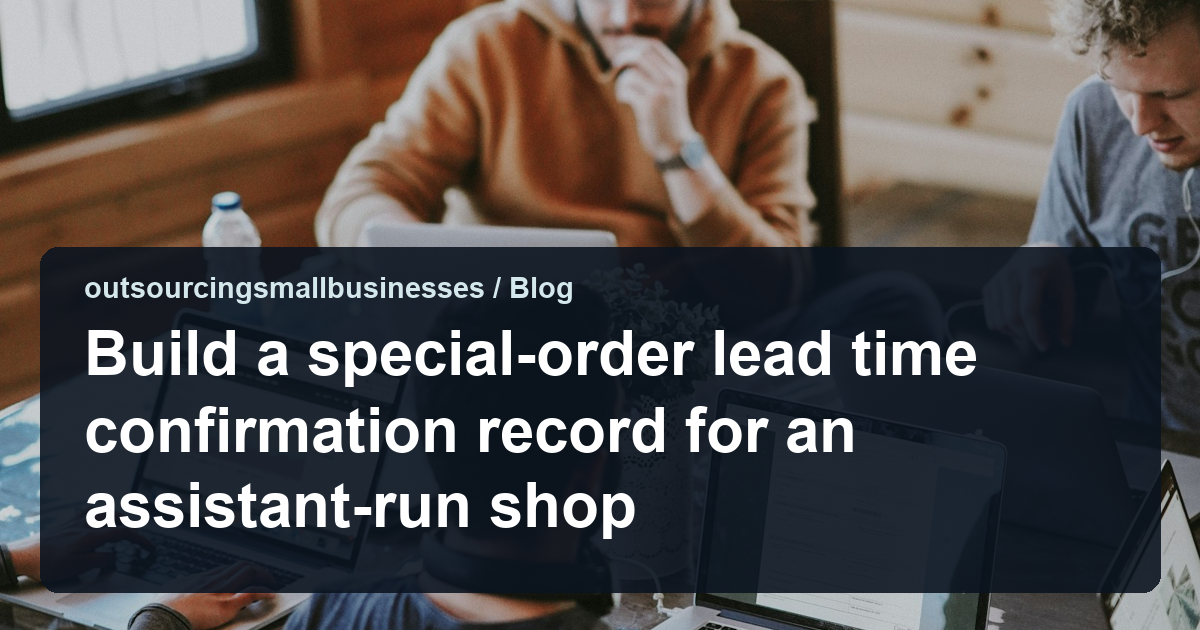 outsourcingsmallbusinesses / Blog
Build a special-order lead time
confirmation record for an
assistant-run shop